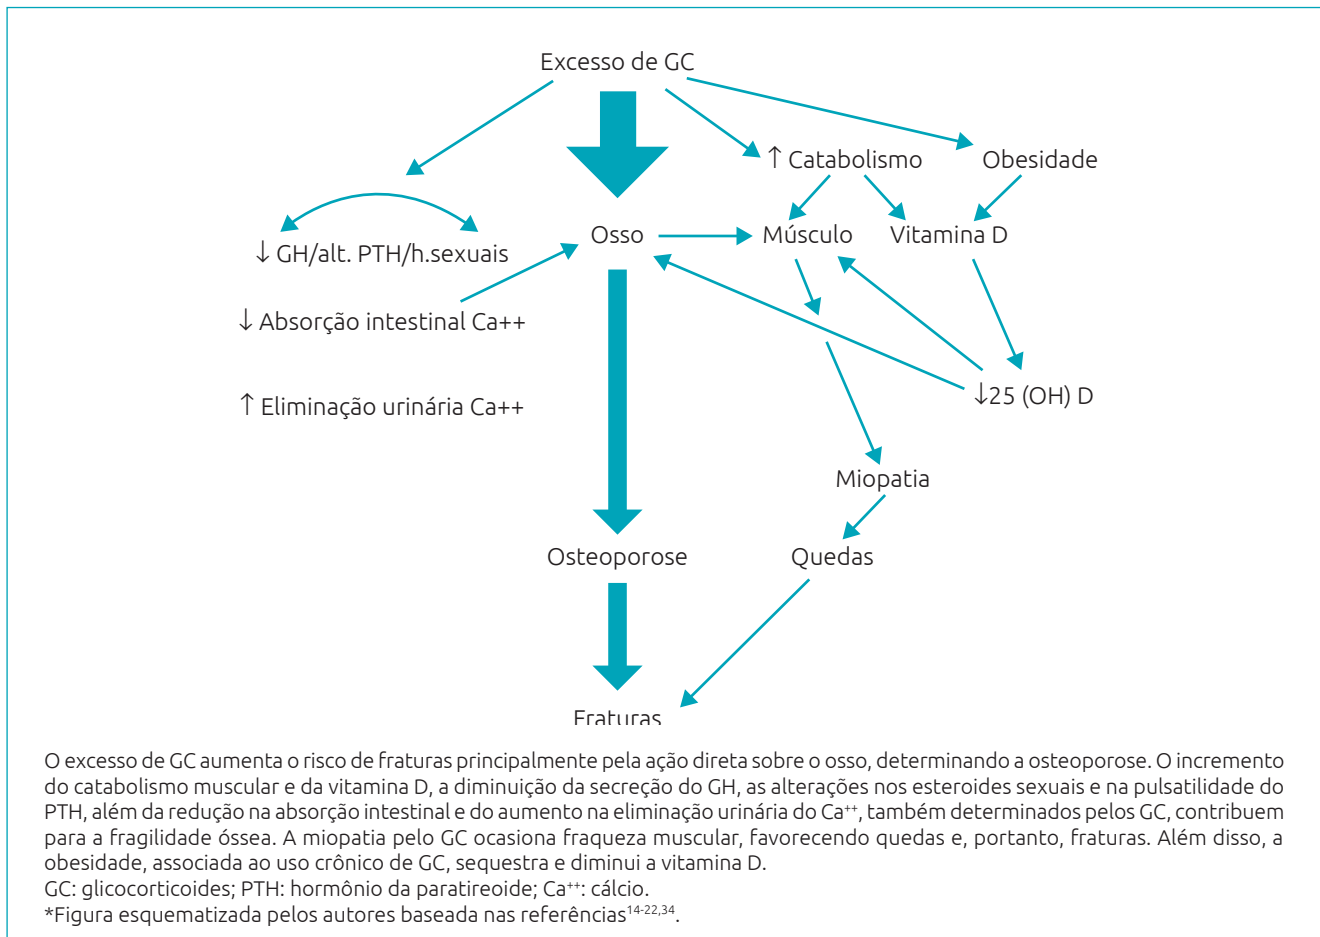 Excesso de GC
↑ Catabolismo
Obesidade
↓ GH/alt. PTH/h.sexuais
Osso
Músculo
Vitamina D
↓ Absorção intestinal Ca++
↑ Eliminação urinária Ca++
↓25 (OH) D
Miopatia
Osteoporose
Quedas
Fraturas
O excesso de GC aumenta o risco de fraturas principalmente pela ação direta sobre o osso, determinando a osteoporose. O incremento
do catabolismo muscular e da vitamina D, a diminuição da secreção do GH, as alterações nos esteroides sexuais e na pulsatilidade do
PTH, além da redução na absorção intestinal e do aumento na eliminação urinária do Ca⁺⁺, também determinados pelos GC, contribuem
para a fragilidade óssea. A miopatia pelo GC ocasiona fraqueza muscular, favorecendo quedas e, portanto, fraturas. Além disso, a
obesidade, associada ao uso crônico de GC, sequestra e diminui a vitamina D.
GC: glicocorticoides; PTH: hormônio da paratireoide; Ca⁺⁺: cálcio.
*Figura esquematizada pelos autores baseada nas referências¹⁴⁻²²,³⁴.